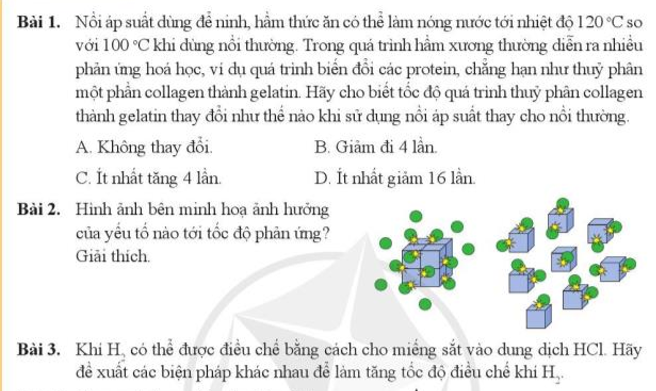 Bài 1. Nồi áp suất dùng để ninh, hầm thức ăn có thể làm nóng nước tới nhiệt độ 120 °C so
với 100 °C khi dùng nồi thường. Trong quá trình hầm xương thường diễn ra nhiều
phản ứng hoá học, ví dụ quá trình biến đổi các protein, chẳng hạn như thuỷ phân
một phần collagen thành gelatin. Hãy cho biết tốc độ quá trình thuỷ phân collagen
thành gelatin thay đổi như thế nào khi sử dụng nồi áp suất thay cho nồi thường.
A. Không thay đổi. B. Giảm đi 4 lần.
C. Ít nhất tăng 4 lần. D. Ít nhất giảm 16 lần.
Bài 2. Hình ảnh bên minh hoạ ảnh hưởng
của yếu tố nào tới tốc độ phản ứng?
Giải thích.
Bài 3. Khí H₂ có thể được điều chế bằng cách cho miếng sắt vào dung dịch HCl. Hãy
đề xuất các biện pháp khác nhau để làm tăng tốc độ điều chế khí H₂.